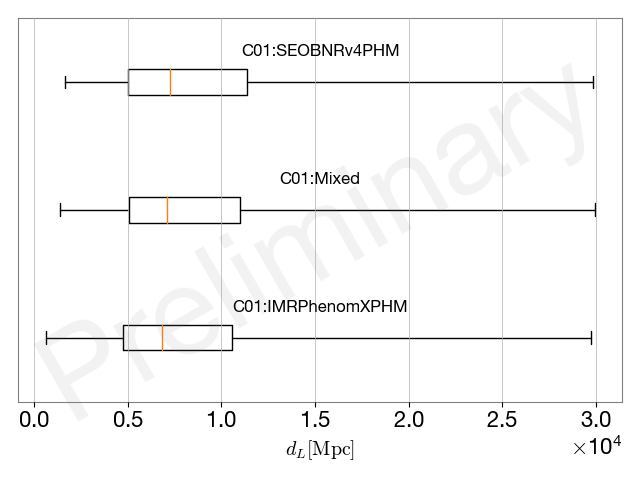 C01:SEOBNRv4PHM
C01:Mixed
C01:IMRPhenomXPHM
Preliminary
0.0 0.5 1.0 1.5 2.0 2.5 3.0
×10⁴
d_L[Mpc]